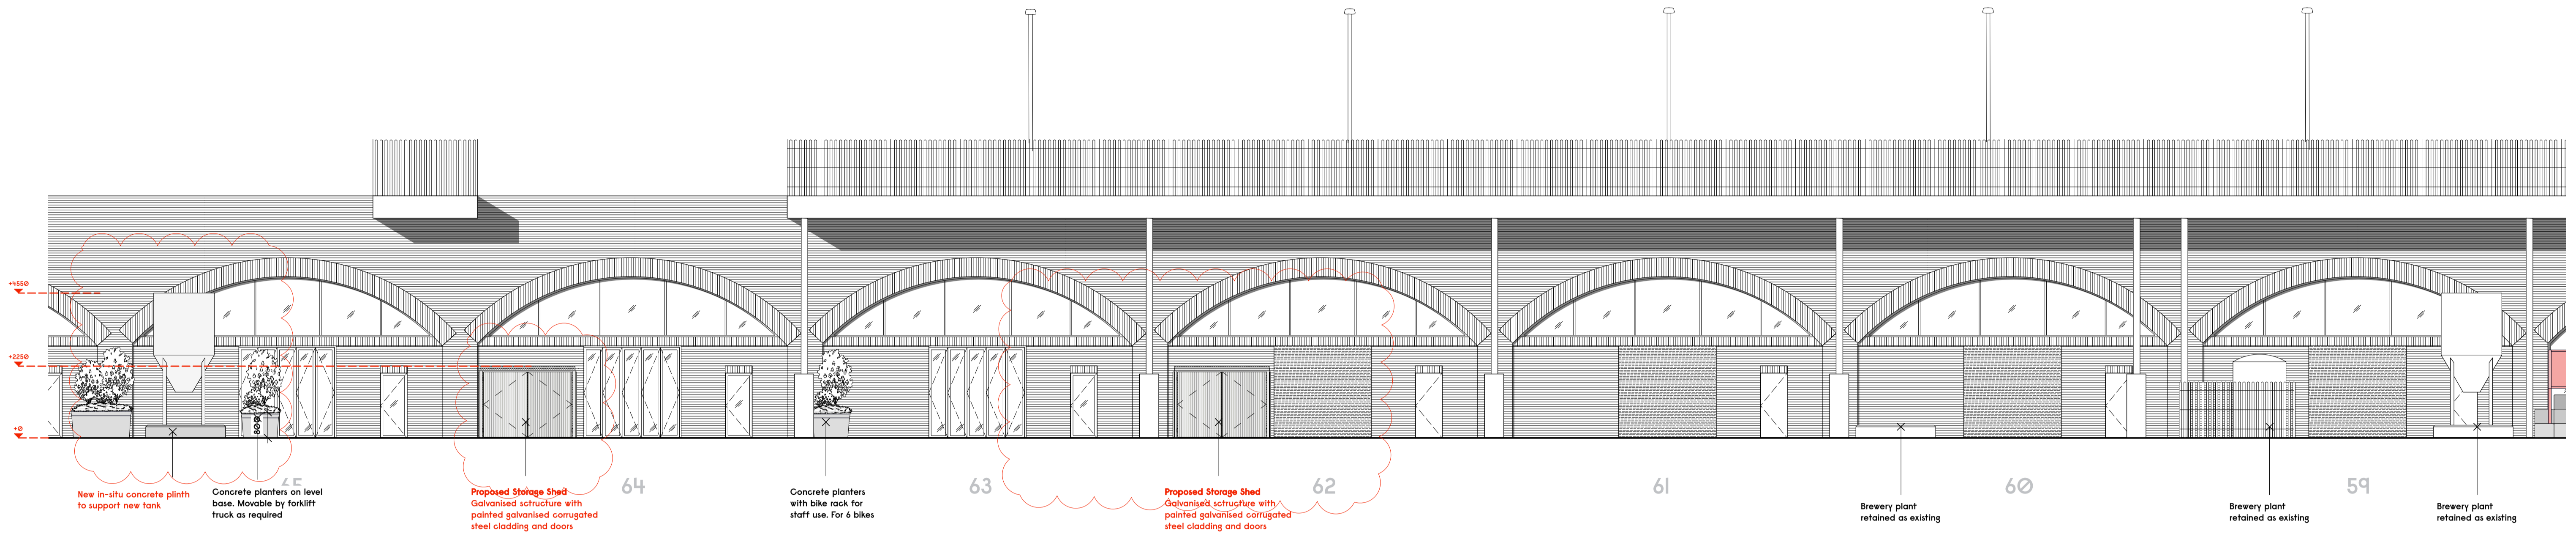 +4550
+2250
+0
800
65
64
63
62
61
60
59
New in-situ concrete plinth
to support new tank
Concrete planters on level
base. Movable by forklift
truck as required
Proposed Storage Shed
Galvanised sctructure with
painted galvanised corrugated
steel cladding and doors
Concrete planters
with bike rack for
staff use. For 6 bikes
Proposed Storage Shed
Galvanised sctructure with
painted galvanised corrugated
steel cladding and doors
Brewery plant
retained as existing
Brewery plant
retained as existing
Brewery plant
retained as existing